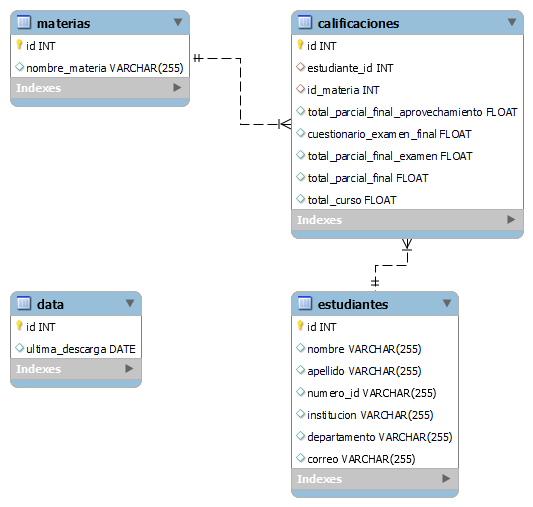 materias
id INT
nombre_materia VARCHAR(255)
Indexes
calificaciones
id INT
estudiante_id INT
id_materia INT
total_parcial_final_aprovechamiento FLOAT
cuestionario_examen_final FLOAT
total_parcial_final_examen FLOAT
total_parcial_final FLOAT
total_curso FLOAT
Indexes
data
id INT
ultima_descarga DATE
Indexes
estudiantes
id INT
nombre VARCHAR(255)
apellido VARCHAR(255)
numero_id VARCHAR(255)
institucion VARCHAR(255)
departamento VARCHAR(255)
correo VARCHAR(255)
Indexes